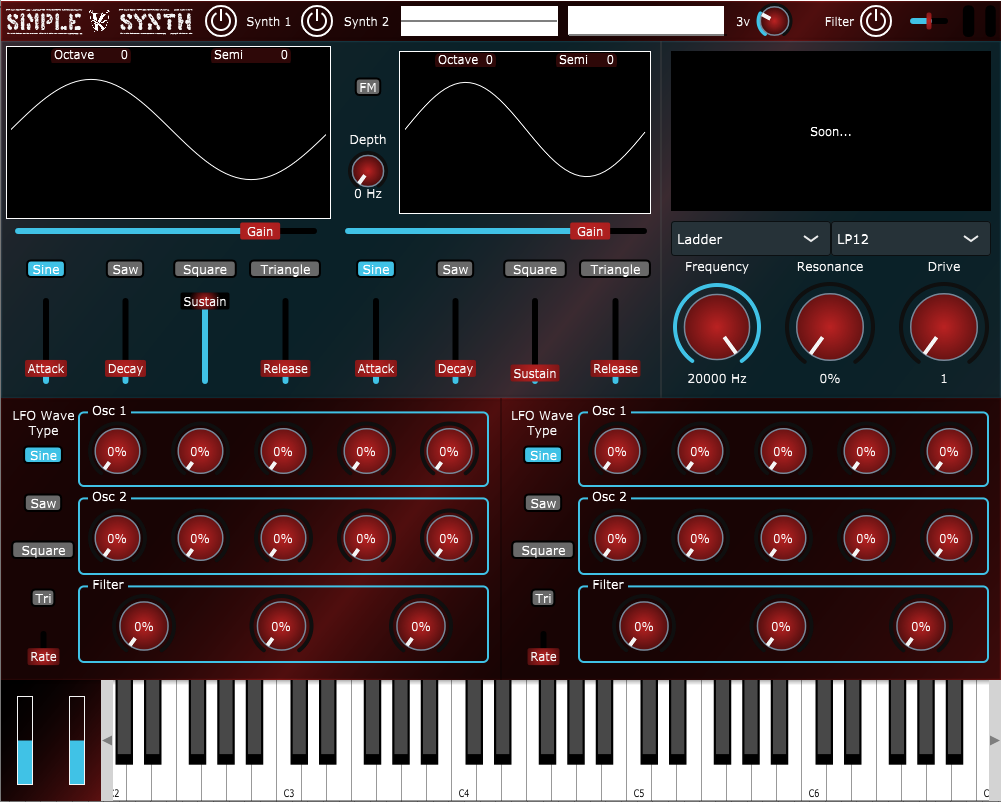 SIMPLE K SYNTH Synth 1 Synth 2 3v Filter
Octave 0 Semi 0
FM
Depth
0 Hz
Octave 0 Semi 0
Soon...
Gain
Gain
Ladder LP12
Sine Saw Square Triangle
Sine Saw Square Triangle
Frequency Resonance Drive
Sustain
Attack Decay Release
Attack Decay Sustain Release
20000 Hz 0% 1
LFO Wave
Type
Sine
Saw
Square
Tri
Rate
Osc 1
0% 0% 0% 0% 0%
Osc 2
0% 0% 0% 0% 0%
Filter
0% 0% 0%
LFO Wave
Type
Sine
Saw
Square
Tri
Rate
Osc 1
0% 0% 0% 0% 0%
Osc 2
0% 0% 0% 0% 0%
Filter
0% 0% 0%
C3 C4 C5 C6